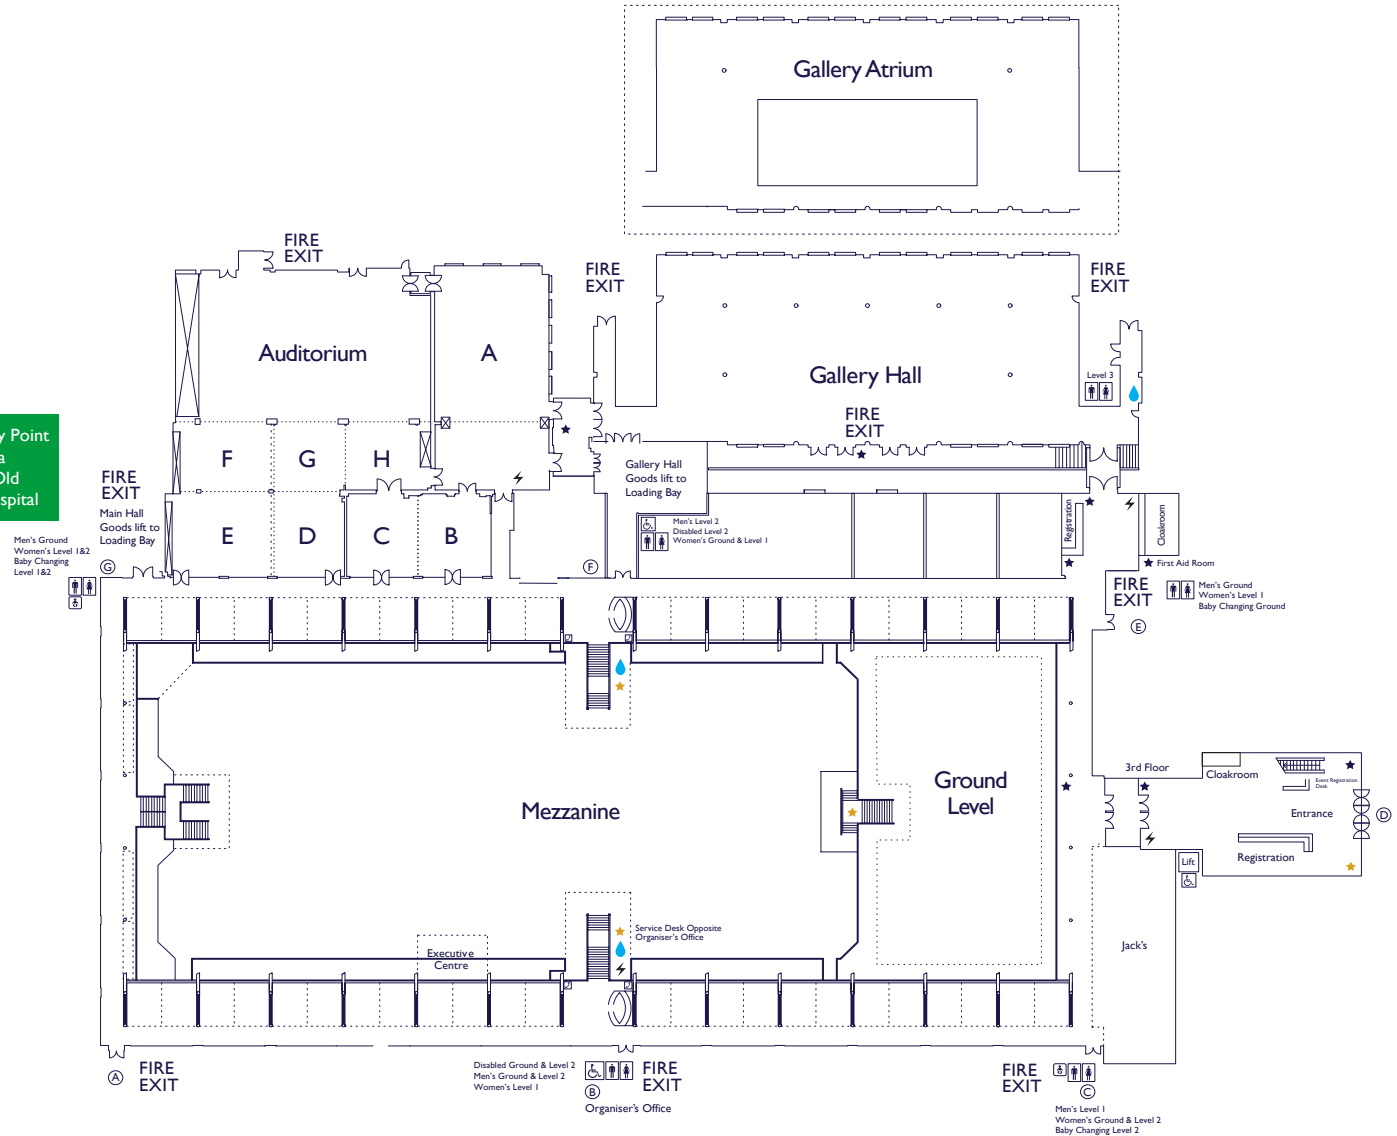 Gallery Atrium
FIRE
EXIT
FIRE
EXIT
FIRE
EXIT
Auditorium
A
Gallery Hall
Level 3
FIRE
EXIT
y Point
a
Old
spital
F
G
H
FIRE
EXIT
Gallery Hall
Goods lift to
Loading Bay
Main Hall
Goods lift to
Loading Bay
E
D
C
B
Men's Level 2
Disabled Level 2
Women's Ground & Level 1
Registration
Cloakroom
Men's Ground
Women's Level 1&2
Baby Changing
Level 1&2
G
F
First Aid Room
FIRE
EXIT
Men's Ground
Women's Level 1
Baby Changing Ground
E
3rd Floor
Cloakroom
Event Registration
Desk
Entrance
D
Registration
Lift
Mezzanine
Ground
Level
Service Desk Opposite
Organiser's Office
Executive
Centre
Jack's
A
FIRE
EXIT
Disabled Ground & Level 2
Men's Ground & Level 2
Women's Level 1
FIRE
EXIT
B
Organiser's Office
FIRE
EXIT
C
Men's Level 1
Women's Ground & Level 2
Baby Changing Level 2